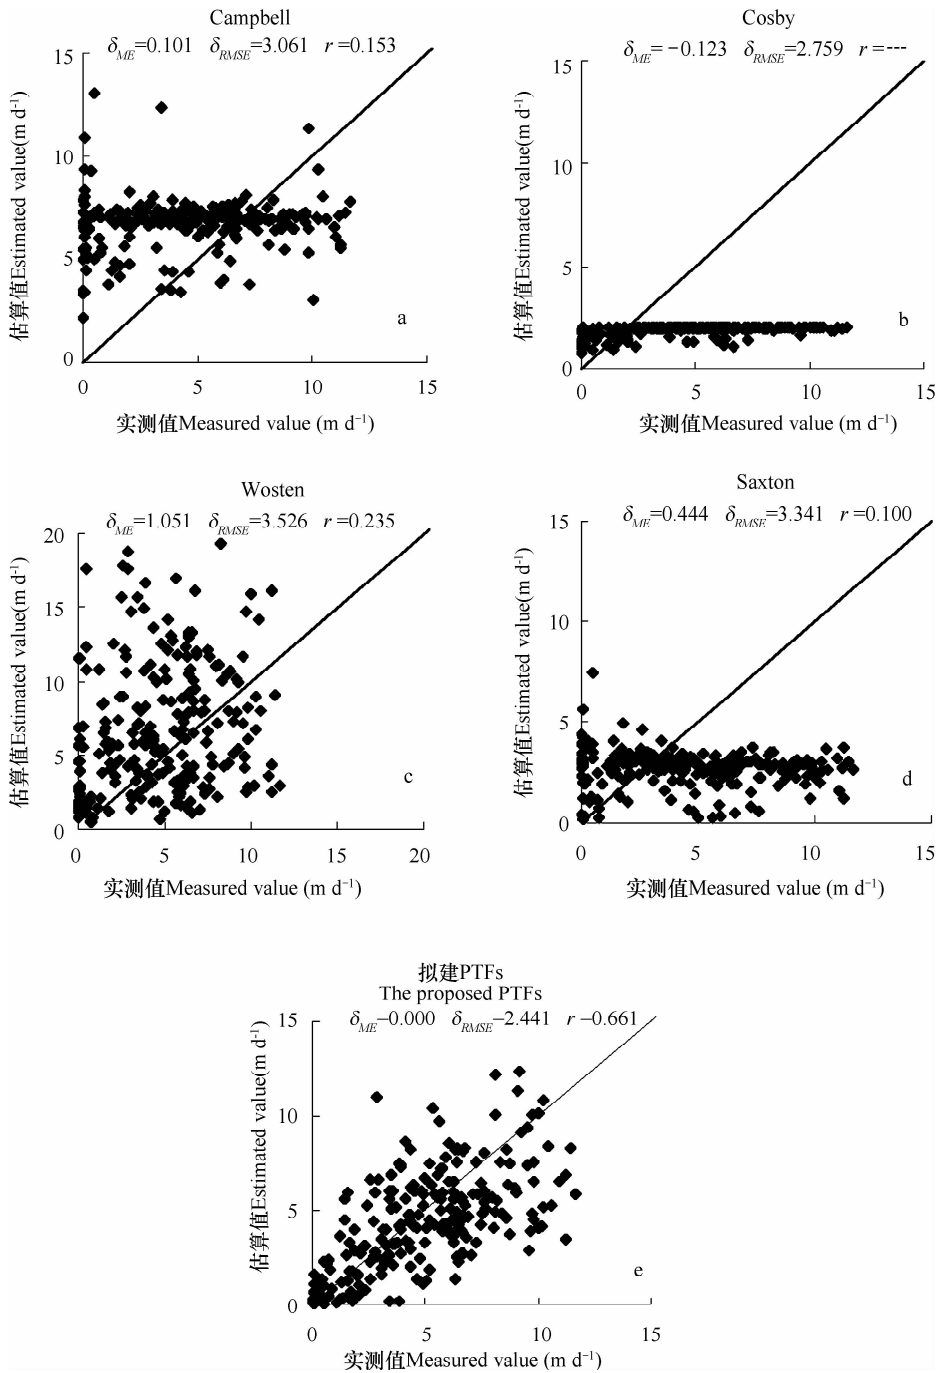 Campbell
δME=0.101 δRMSE=3.061 r=0.153
15
10
5
0
0 5 10 15
估算值Estimated value(m d-1)
a
实测值Measured value (m d-1)
Cosby
δME=-0.123 δRMSE=2.759 r=---
15
10
5
0
0 5 10 15
估算值Estimated value(m d-1)
b
实测值Measured value (m d-1)
Wosten
δME=1.051 δRMSE=3.526 r=0.235
20
15
10
5
0
0 5 10 15 20
估算值Estimated value(m d-1)
c
实测值Measured value (m d-1)
Saxton
δME=0.444 δRMSE=3.341 r=0.100
15
10
5
0
0 5 10 15
估算值Estimated value(m d-1)
d
实测值Measured value (m d-1)
拟建PTFs
The proposed PTFs
δME−0.000 δRMSE−2.441 r−0.661
15
10
5
0
0 5 10 15
估算值Estimated value(m d-1)
e
实测值Measured value (m d-1)